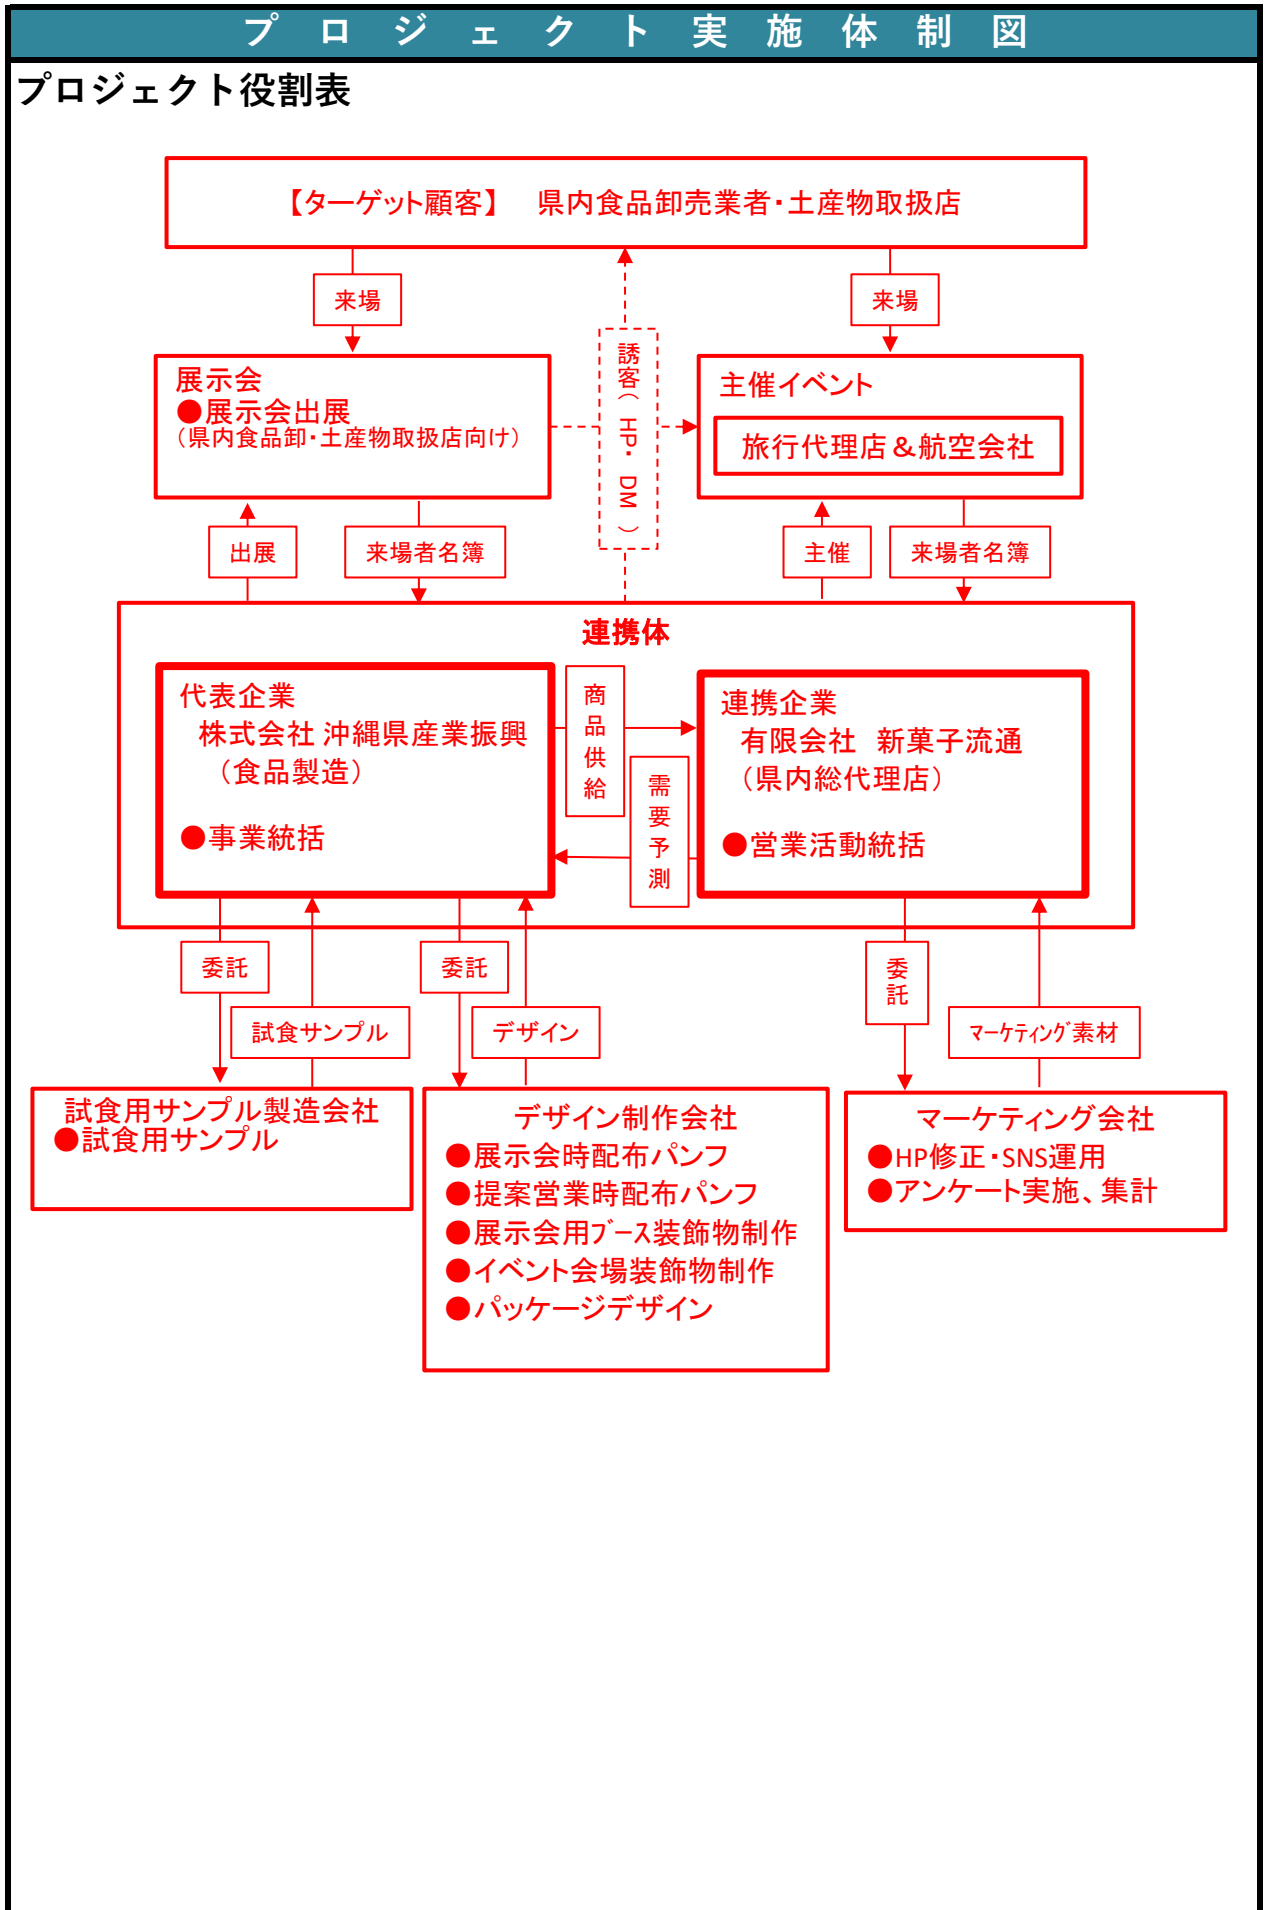 プロジェクト実施体制図
プロジェクト役割表
【ターゲット顧客】　県内食品卸売業者・土産物取扱店
来場
来場
誘客（HP・DM）
展示会
●展示会出展
（県内食品卸・土産物取扱店向け）
主催イベント
旅行代理店＆航空会社
出展
来場者名簿
主催
来場者名簿
連携体
代表企業
株式会社 沖縄県産業振興
（食品製造）
●事業統括
商品供給
需要予測
連携企業
有限会社　新菓子流通
（県内総代理店）
●営業活動統括
委託
委託
委託
試食サンプル
デザイン
ﾏｰｹﾃｨﾝｸﾞ素材
試食用サンプル製造会社
●試食用サンプル
デザイン制作会社
●展示会時配布パンフ
●提案営業時配布パンフ
●展示会用ﾌﾞｰｽ装飾物制作
●イベント会場装飾物制作
●パッケージデザイン
マーケティング会社
●HP修正・SNS運用
●アンケート実施、集計